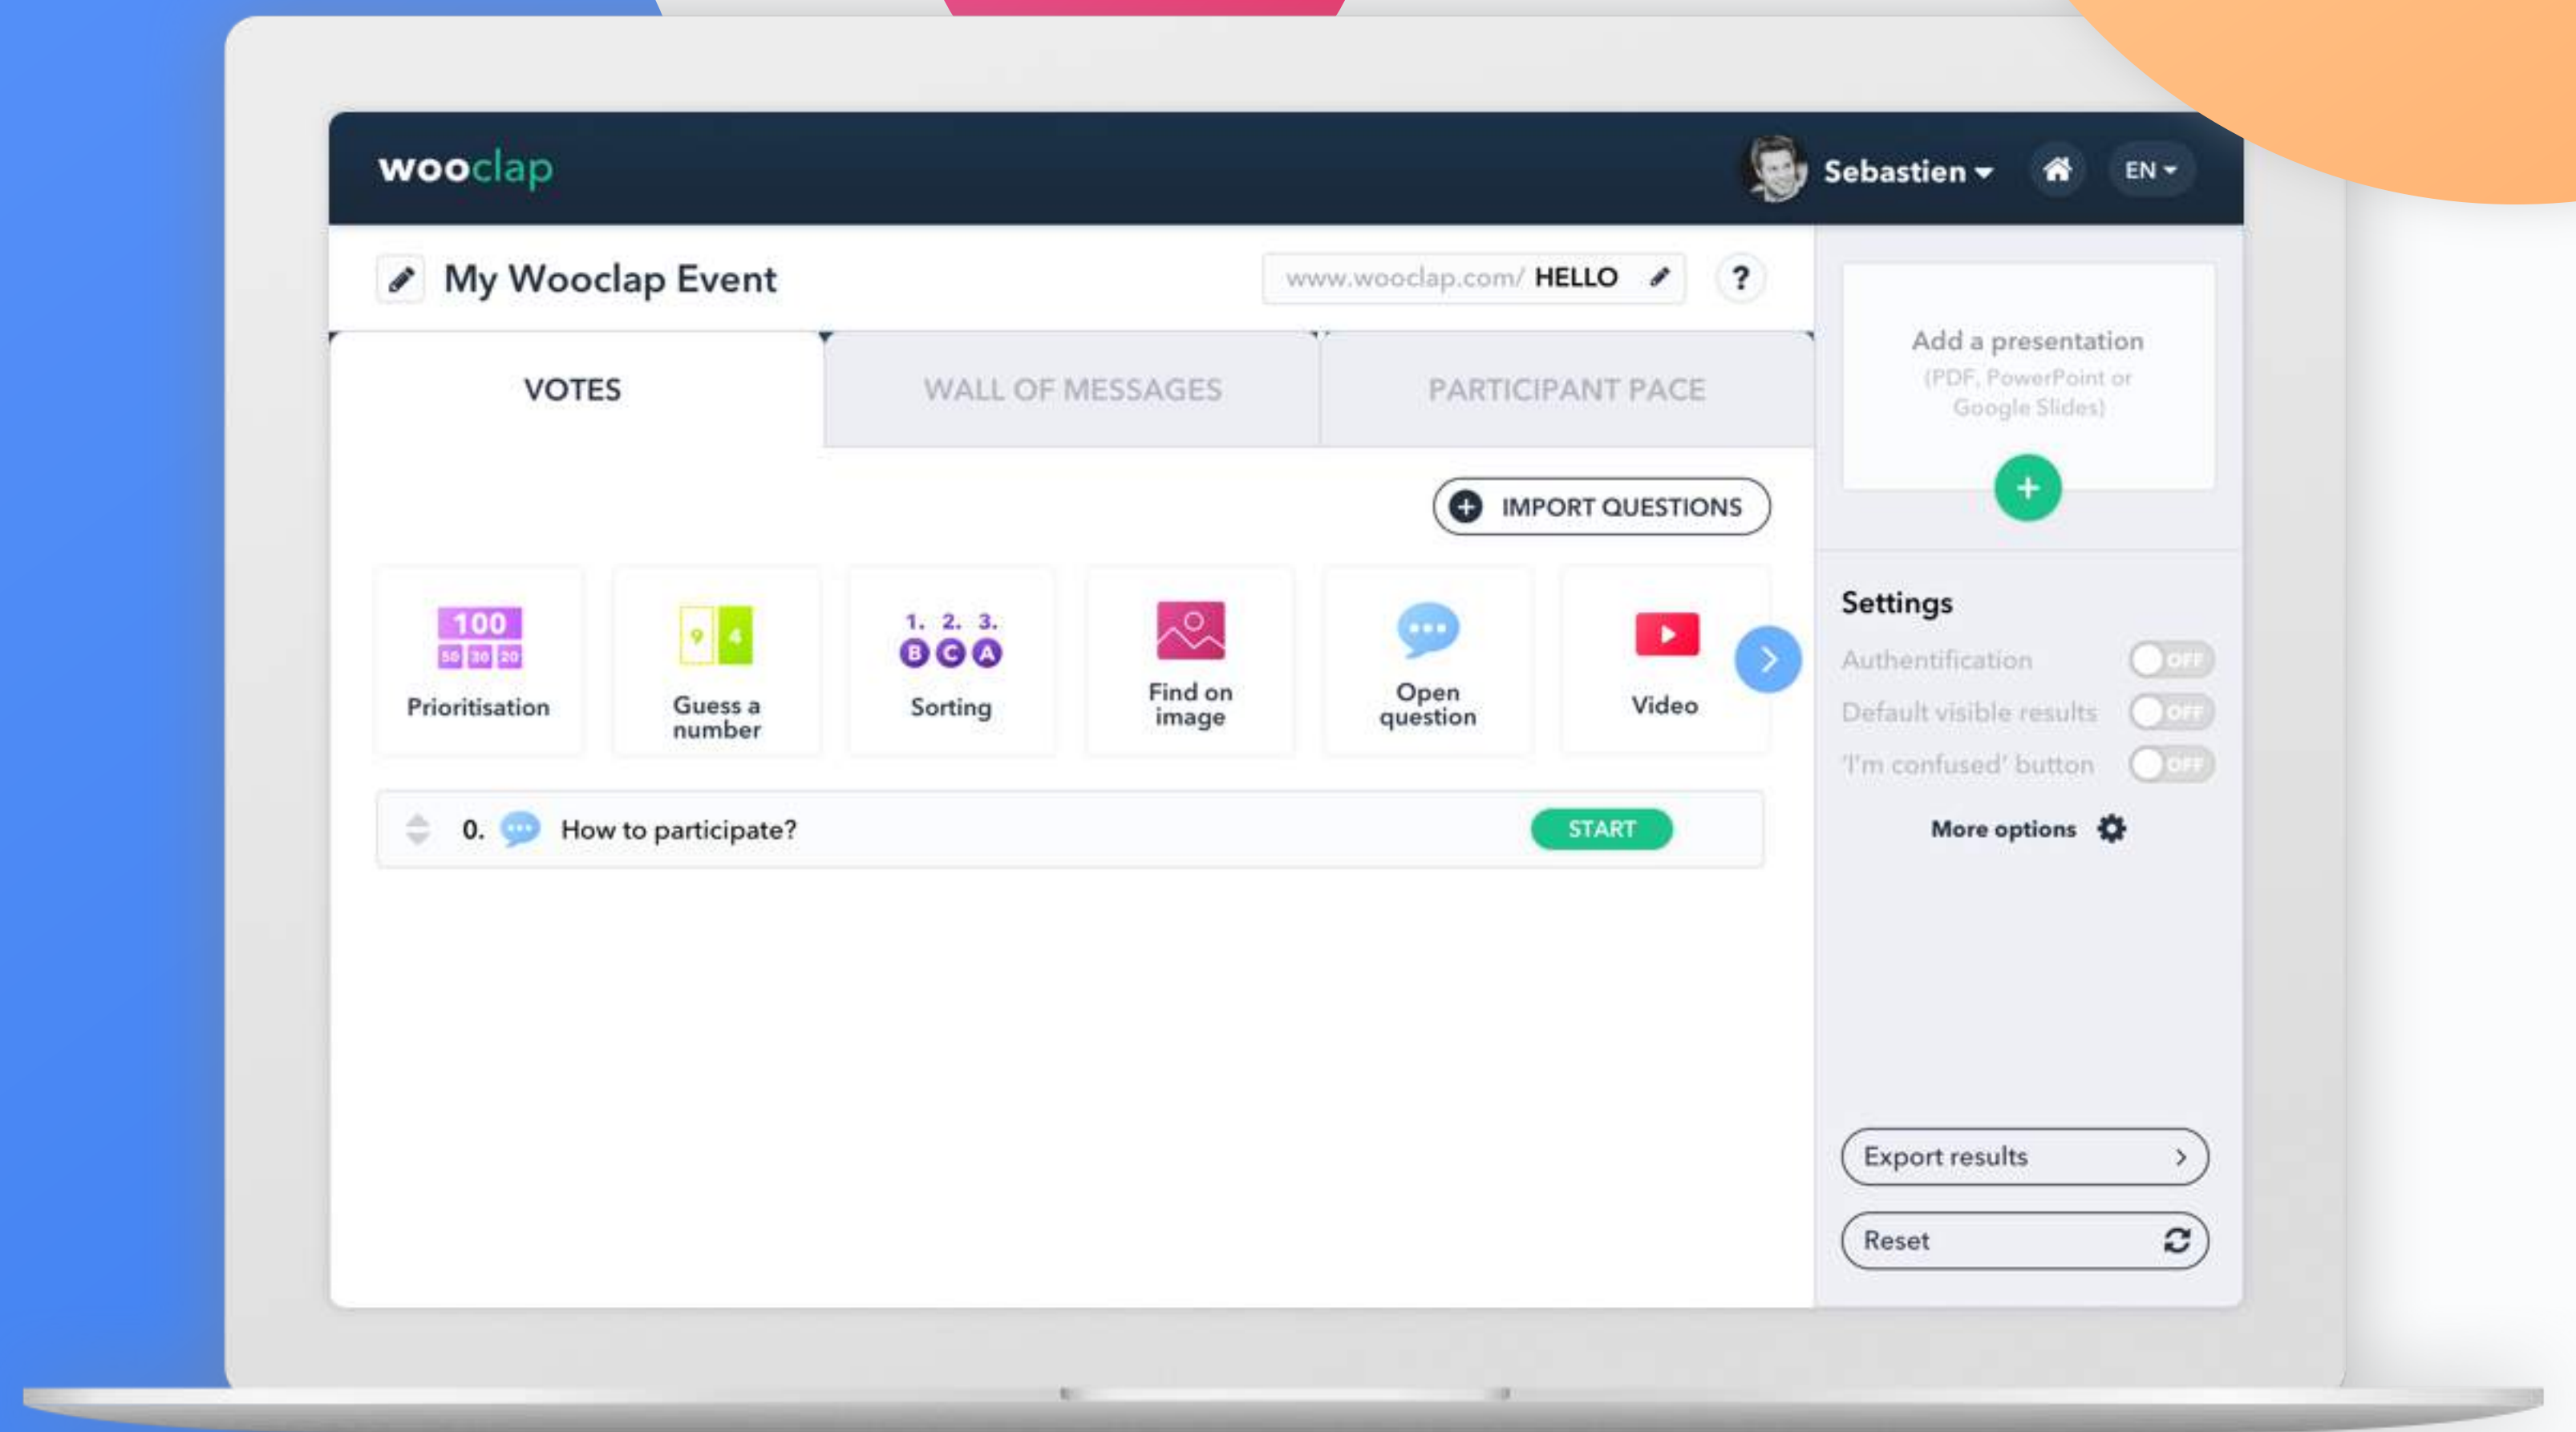 wooclap
Sebastien
EN
My Wooclap Event
www.wooclap.com/ HELLO
?
VOTES
WALL OF MESSAGES
PARTICIPANT PACE
IMPORT QUESTIONS
100
50 30 20
Prioritisation
9 4
Guess a
number
1. 2. 3.
B C A
Sorting
Find on
image
Open
question
Video
0. How to participate?
START
Add a presentation
(PDF, PowerPoint or
Google Slides)
Settings
Authentification OFF
Default visible results OFF
'I'm confused' button OFF
More options
Export results
Reset